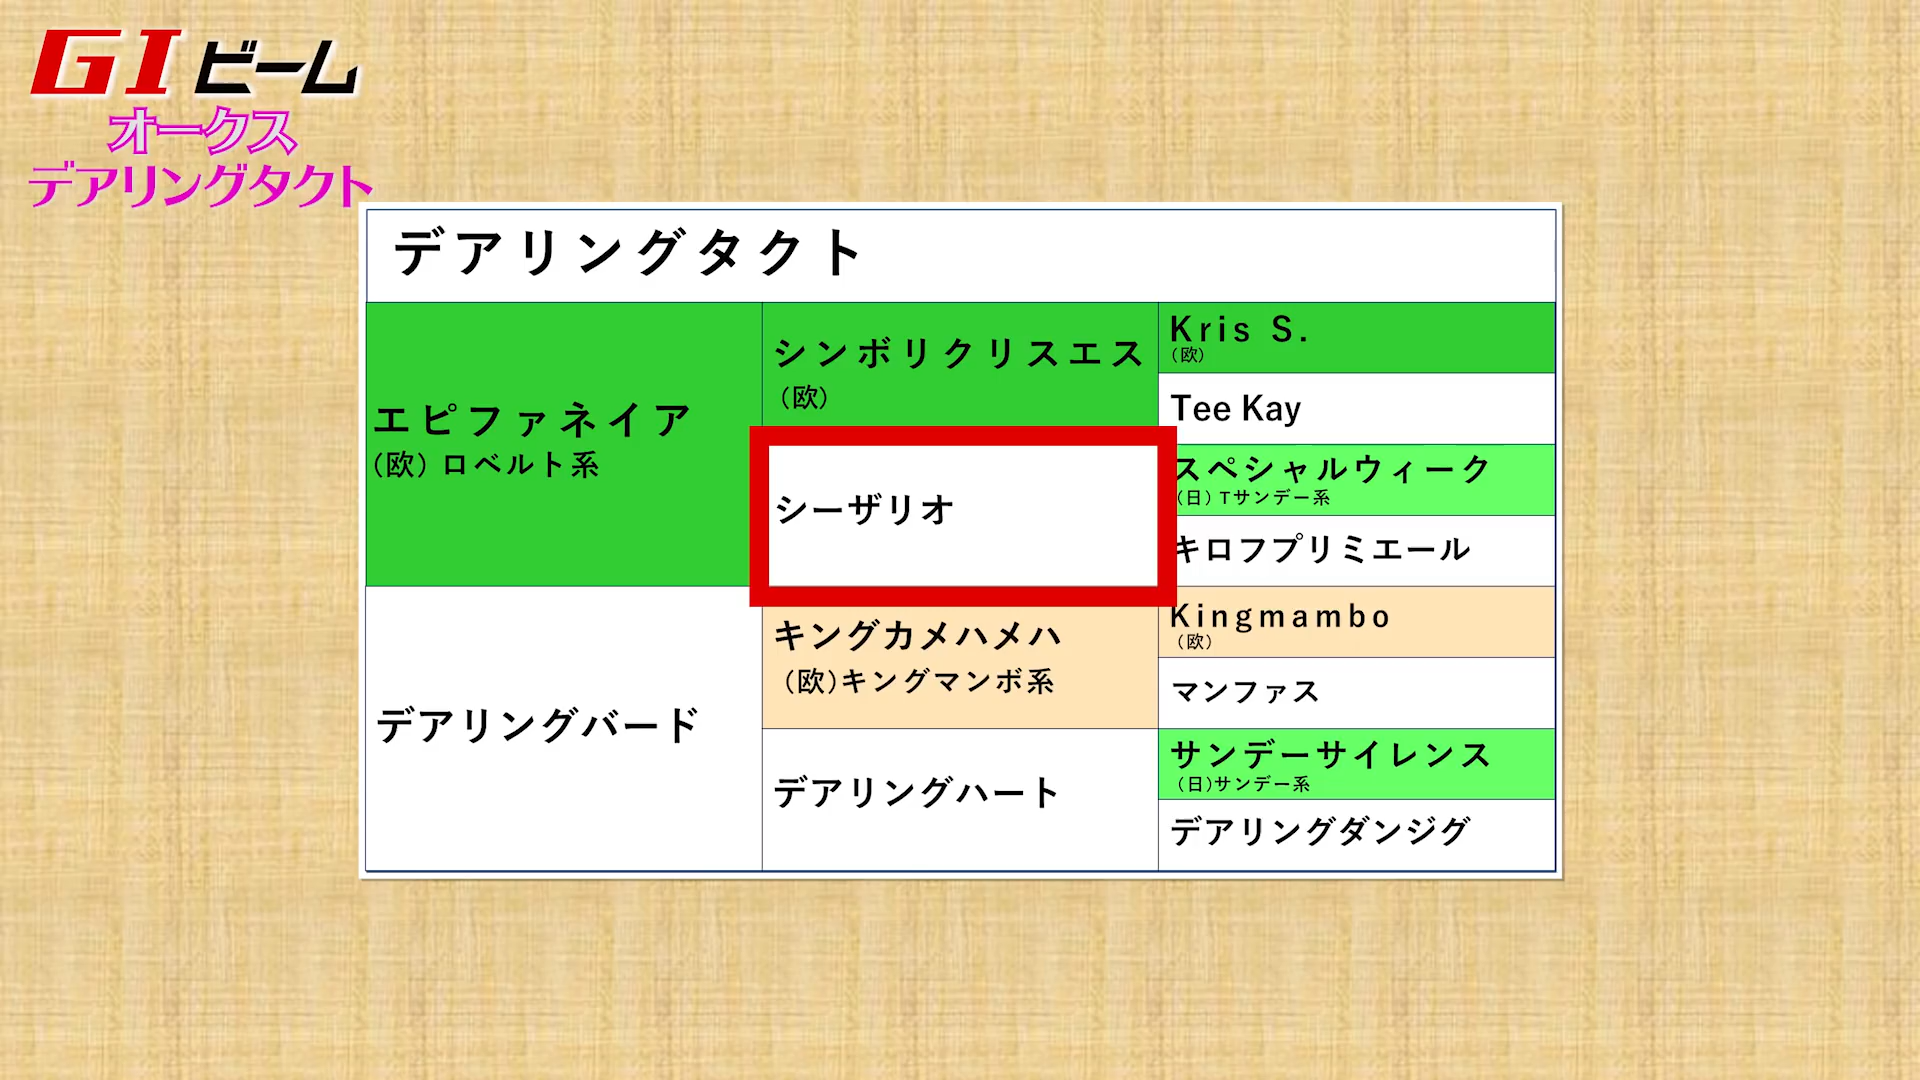 GIビーム
オークス
デアリングタクト
デアリングタクト
エピファネイア
(欧) ロベルト系
シンボリクリスエス
(欧)
Kris S.
(欧)
Tee Kay
シーザリオ
スペシャルウィーク
(日) Tサンデー系
キロフプリミエール
デアリングバード
キングカメハメハ
(欧)キングマンボ系
Kingmambo
(欧)
マンファス
デアリングハート
サンデーサイレンス
(日)サンデー系
デアリングダンジグ